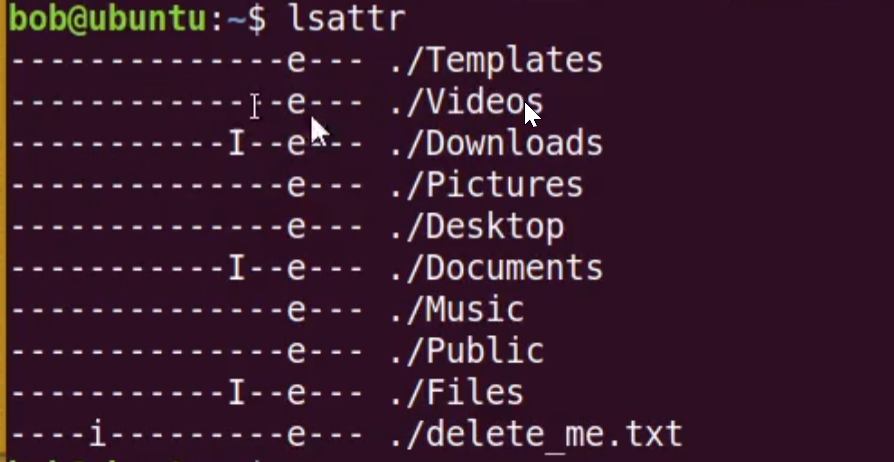 bob@ubuntu:~$ lsattr
--------------e--- ./Templates
--------------e--- ./Videos
-----------I--e--- ./Downloads
--------------e--- ./Pictures
--------------e--- ./Desktop
-----------I--e--- ./Documents
--------------e--- ./Music
--------------e--- ./Public
-----------I--e--- ./Files
----i---------e--- ./delete_me.txt